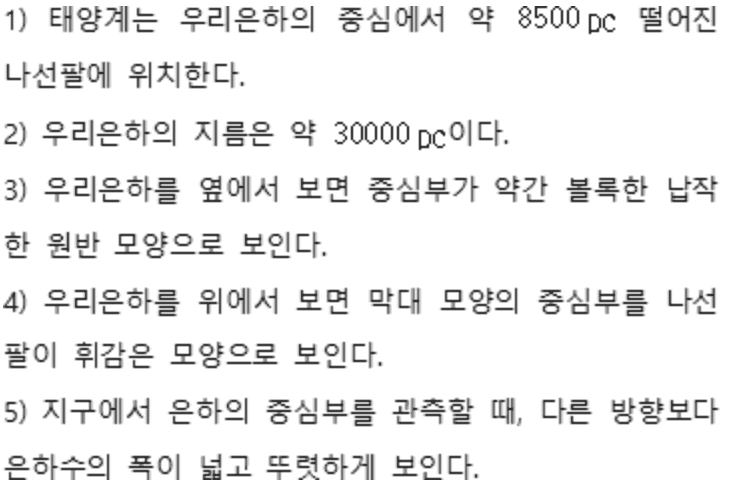 1) 태양계는 우리은하의 중심에서 약 8500 pc 떨어진
나선팔에 위치한다.
2) 우리은하의 지름은 약 30000 pc이다.
3) 우리은하를 옆에서 보면 중심부가 약간 볼록한 납작
한 원반 모양으로 보인다.
4) 우리은하를 위에서 보면 막대 모양의 중심부를 나선
팔이 휘감은 모양으로 보인다.
5) 지구에서 은하의 중심부를 관측할 때, 다른 방향보다
은하수의 폭이 넓고 뚜렷하게 보인다.